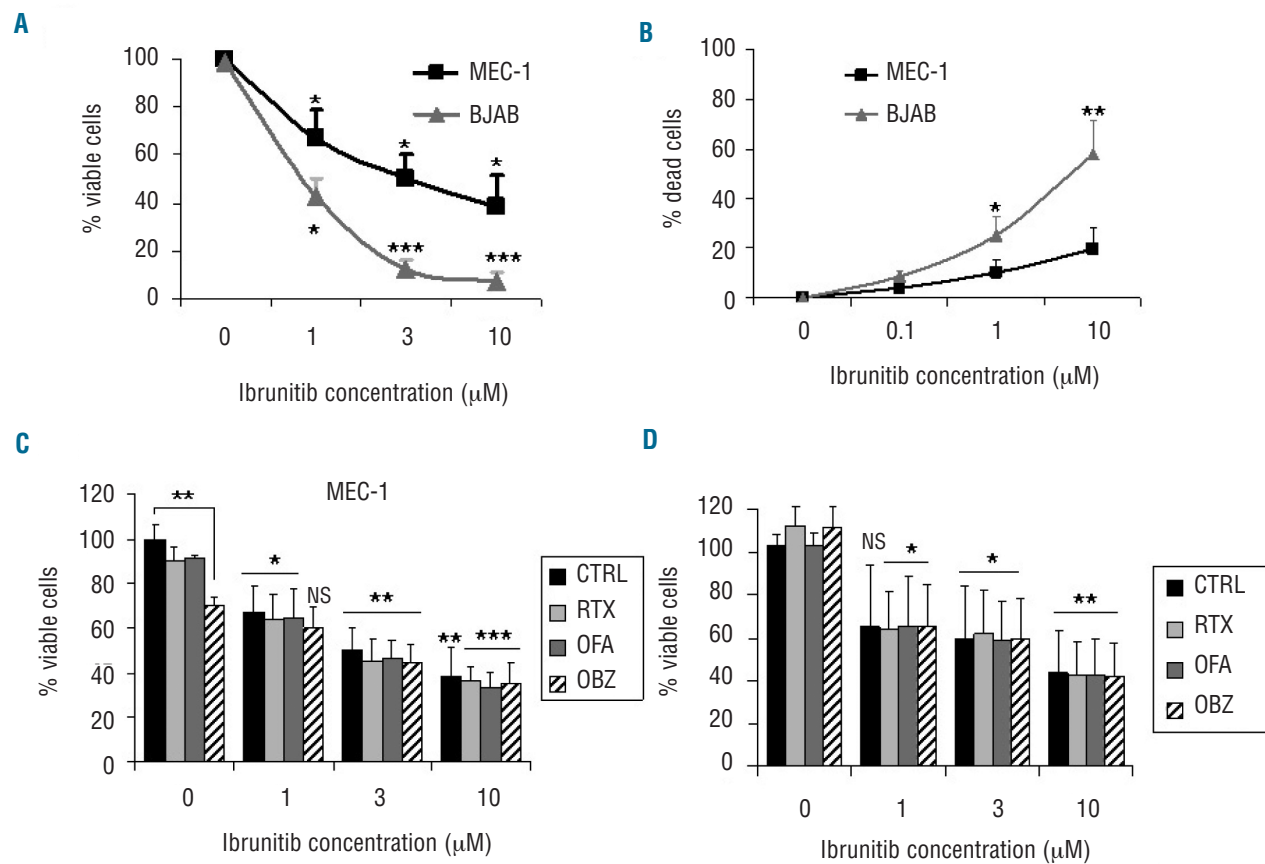 A
% viable cells
100
80
60
40
20
0
MEC-1
BJAB
*
*
*
*
***
***
0 1 3 10
Ibrunitib concentration (μM)
B
% dead cells
100
80
60
40
20
0
MEC-1
BJAB
*
**
0 0.1 1 10
Ibrunitib concentration (μM)
C
MEC-1
% viable cells
120
100
80
60
40
20
0
**
*
NS
**
**
***
CTRL
RTX
OFA
OBZ
0 1 3 10
Ibrunitib concentration (μM)
D
% viable cells
120
100
80
60
40
20
0
NS
*
*
**
CTRL
RTX
OFA
OBZ
0 1 3 10
Ibrunitib concentration (μM)